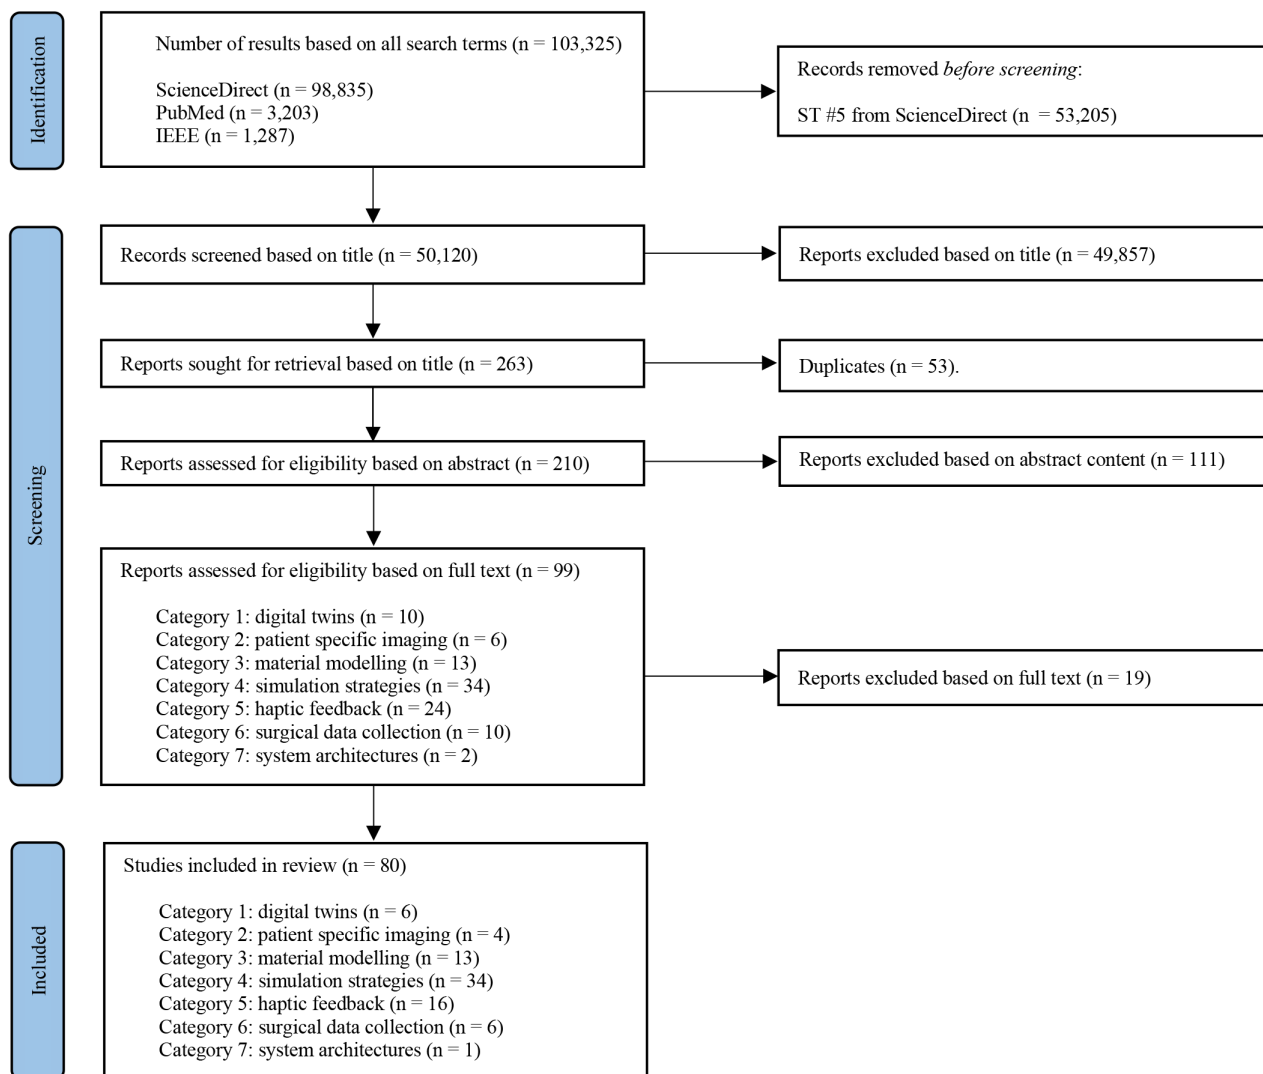 Identification
Number of results based on all search terms (n = 103,325)
ScienceDirect (n = 98,835)
PubMed (n = 3,203)
IEEE (n = 1,287)
Records removed before screening:
ST #5 from ScienceDirect (n = 53,205)
Screening
Records screened based on title (n = 50,120)
Reports excluded based on title (n = 49,857)
Reports sought for retrieval based on title (n = 263)
Duplicates (n = 53).
Reports assessed for eligibility based on abstract (n = 210)
Reports excluded based on abstract content (n = 111)
Reports assessed for eligibility based on full text (n = 99)
Category 1: digital twins (n = 10)
Category 2: patient specific imaging (n = 6)
Category 3: material modelling (n = 13)
Category 4: simulation strategies (n = 34)
Category 5: haptic feedback (n = 24)
Category 6: surgical data collection (n = 10)
Category 7: system architectures (n = 2)
Reports excluded based on full text (n = 19)
Included
Studies included in review (n = 80)
Category 1: digital twins (n = 6)
Category 2: patient specific imaging (n = 4)
Category 3: material modelling (n = 13)
Category 4: simulation strategies (n = 34)
Category 5: haptic feedback (n = 16)
Category 6: surgical data collection (n = 6)
Category 7: system architectures (n = 1)